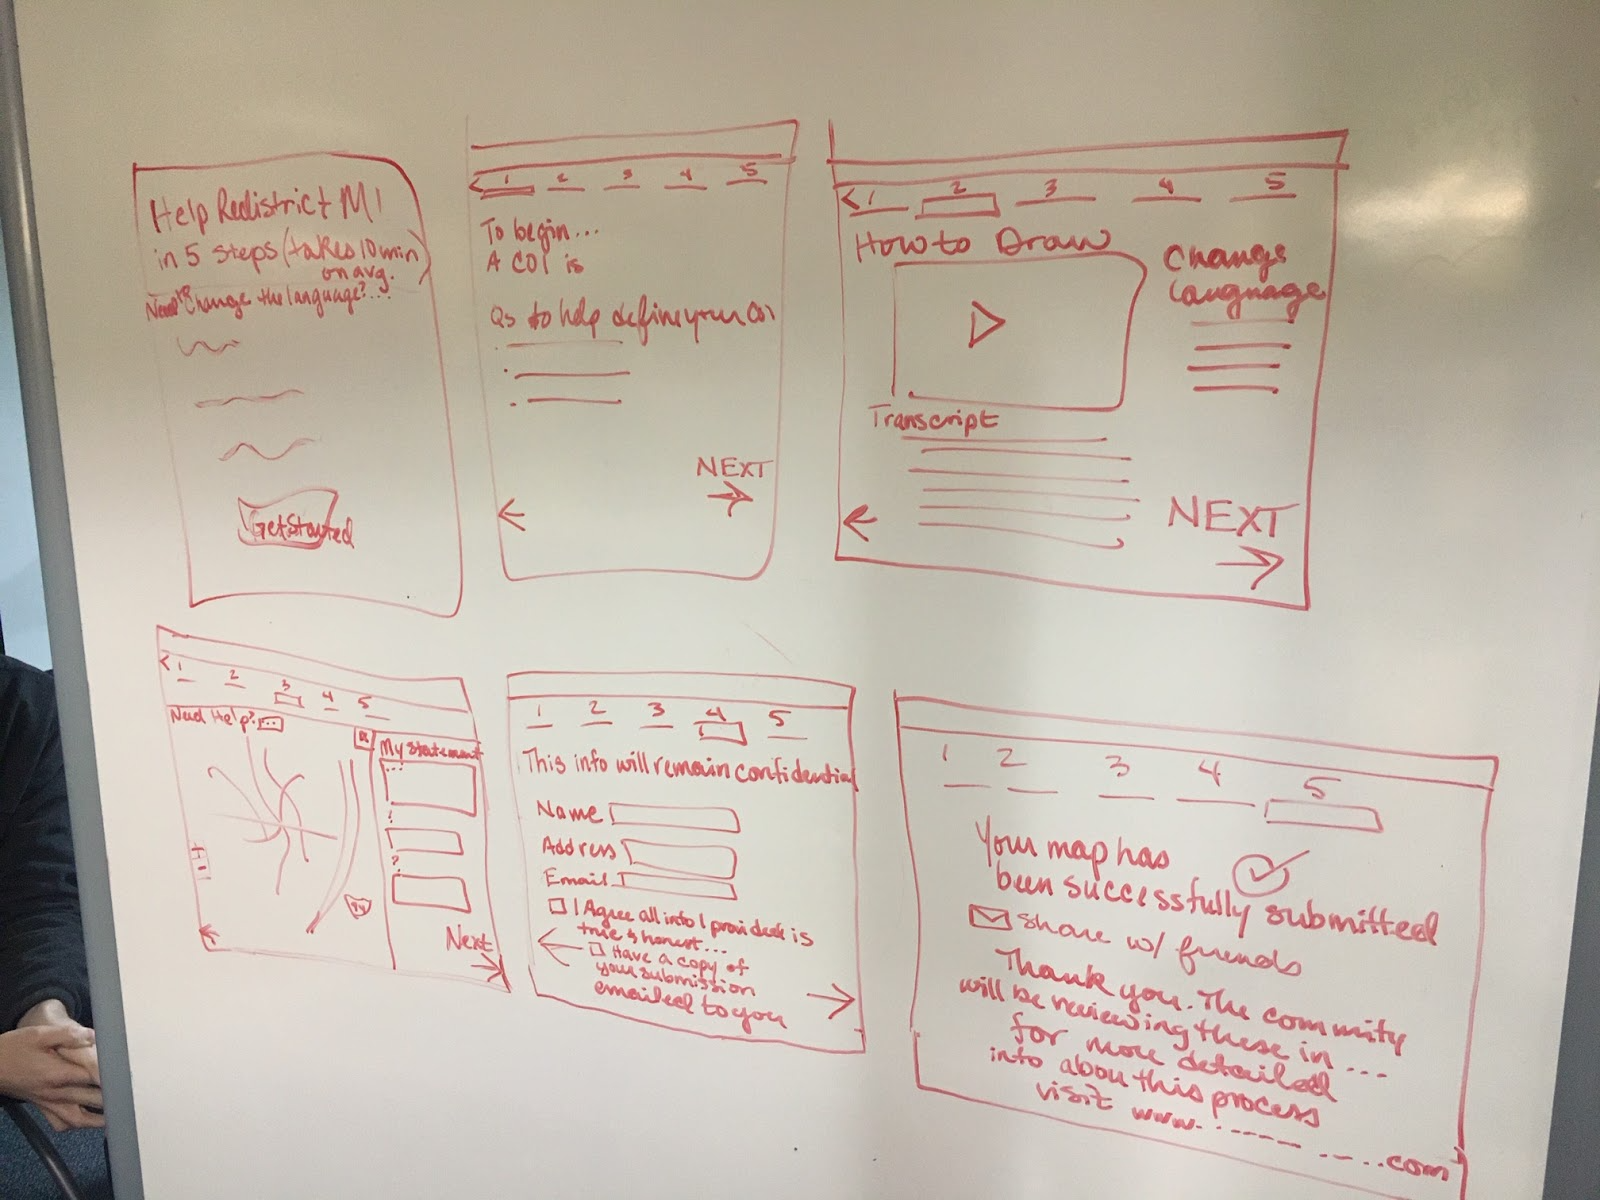 Help Redistrict MI
in 5 steps (takes 10 min
on avg.)
Need to Change the language?...
Get Started
< 1 2 3 4 5
To begin...
A COI is
Qs to help define your COI
NEXT
< 1 2 3 4 5
How to Draw
Change
Language
Transcript
NEXT
< 1 2 3 4 5
Need Help? ...
My Statement
...
?
+
-
94
Next
1 2 3 4 5
This info will remain confidential
Name
Address
Email
I Agree all info I provided is
true & honest...
Have a copy of
your submission
emailed to you
1 2 3 4 5
Your map has
been successfully submitted
share w/ friends
Thank you. The community
will be reviewing these in ...
for more detailed
info about this process
visit www.------- --...com